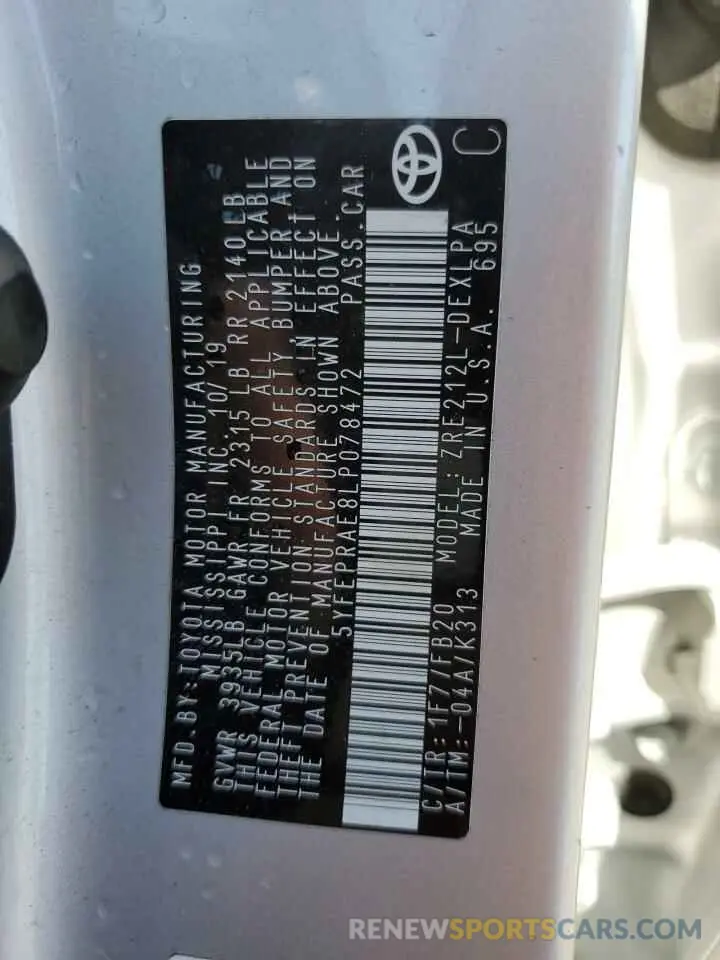 MFD.BY:TOYOTA MOTOR MANUFACTURING
MISSISSIPPI INC. 10/19
GVWR 3935LB GAWR FR 2315 LB RR 2140 LB
THIS VEHICLE CONFORMS TO ALL APPLICABLE
FEDERAL MOTOR VEHICLE SAFETY, BUMPER AND
THEFT PREVENTION STANDARDS IN EFFECT ON
THE DATE OF MANUFACTURE SHOWN ABOVE.
5YFEPRAE8LP078472 PASS.CAR
C/TR: 1F7/FB20 MODEL: ZRE212L-DEXLPA
A/TM:-04A/K313 MADE IN U.S.A. 695
C
RENEWSPORTSCARS.COM